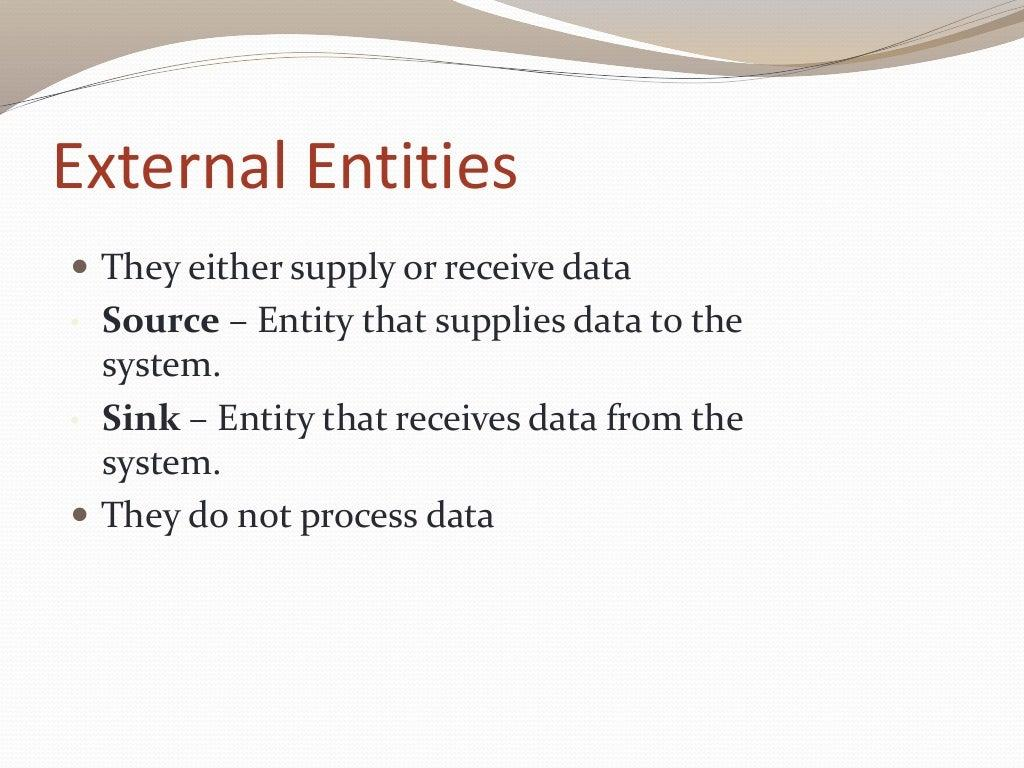 External Entities
• They either supply or receive data
• Source – Entity that supplies data to the
system.
• Sink – Entity that receives data from the
system.
• They do not process data